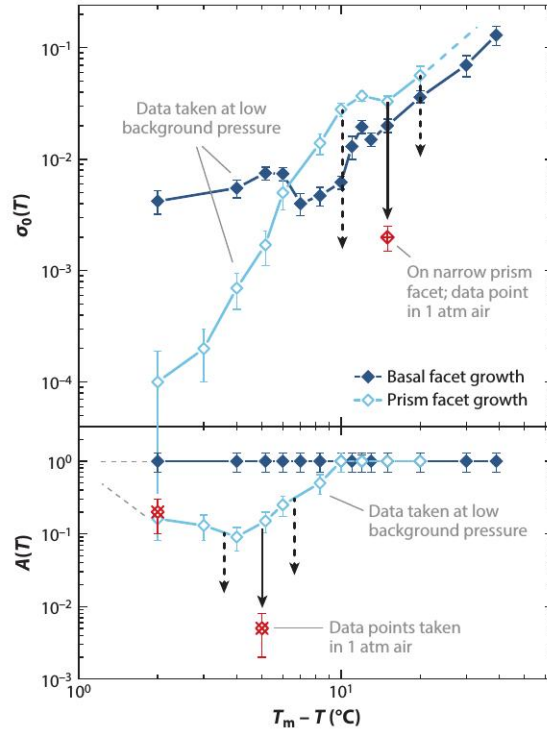 10⁻¹
10⁻²
10⁻³
10⁻⁴
σ₀(T)
Data taken at low
background pressure
On narrow prism
facet; data point
in 1 atm air
Basal facet growth
Prism facet growth
10⁰
10⁻¹
10⁻²
10⁻³
A(T)
Data taken at low
background pressure
Data points taken
in 1 atm air
10⁰
10¹
Tₘ – T (°C)